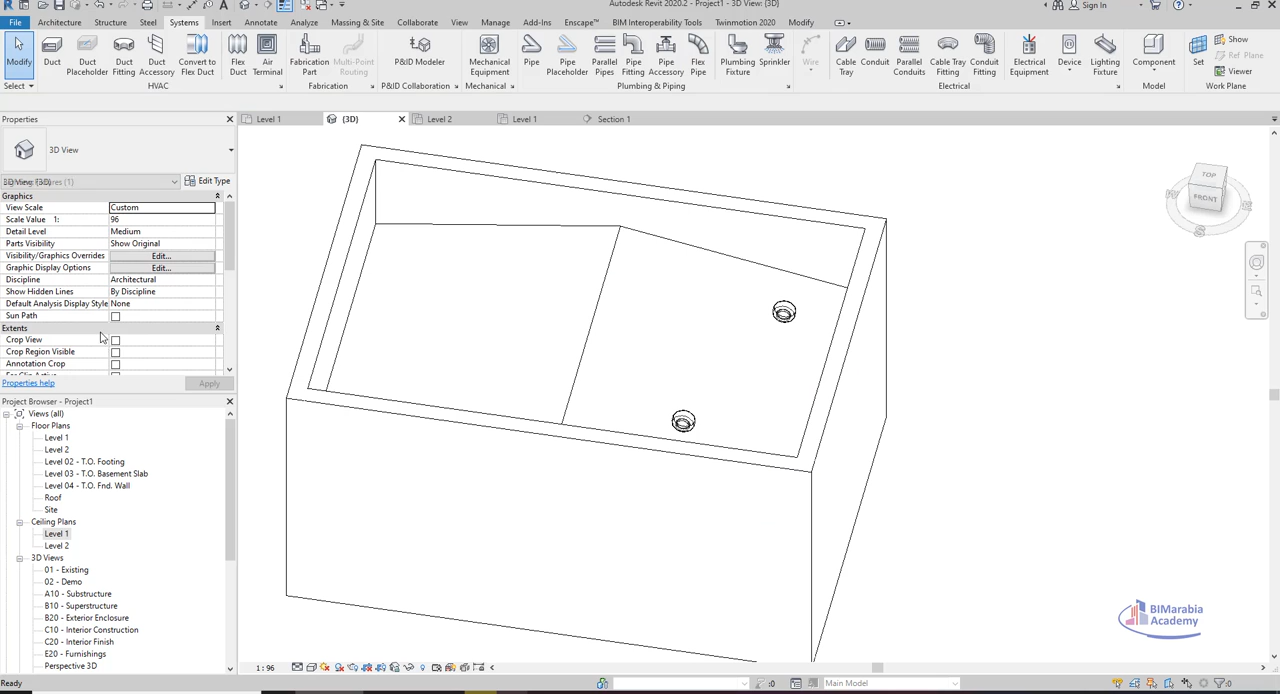 Autodesk Revit 2020.2 - Project1 - 3D View: {3D}
Sign In
File Architecture Structure Steel Systems Insert Annotate Analyze Massing & Site Collaborate View Manage Add-Ins Enscape™ BIM Interoperability Tools Twinmotion 2020 Modify
Modify Duct Duct Placeholder Duct Fitting Duct Accessory Convert to Flex Duct Flex Duct Air Terminal Fabrication Part Multi-Point Routing P&ID Modeler Mechanical Equipment Pipe Pipe Placeholder Parallel Pipes Pipe Fitting Pipe Accessory Flex Pipe Plumbing Fixture Sprinkler Wire Cable Tray Conduit Parallel Conduits Cable Tray Fitting Conduit Fitting Electrical Equipment Device Lighting Fixture Component Set Show Ref Plane Viewer
Select HVAC Fabrication P&ID Collaboration Mechanical Plumbing & Piping Electrical Model Work Plane
Properties
Level 1 {3D} Level 2 Level 1 Section 1
3D View
Edit Type
Graphics
View Scale Custom
Scale Value 1: 96
Detail Level Medium
Parts Visibility Show Original
Visibility/Graphics Overrides Edit...
Graphic Display Options Edit...
Discipline Architectural
Show Hidden Lines By Discipline
Default Analysis Display Style None
Sun Path
Extents
Crop View
Crop Region Visible
Annotation Crop
Properties help Apply
Project Browser - Project1
Views (all)
Floor Plans
Level 1
Level 2
Level 02 - T.O. Footing
Level 03 - T.O. Basement Slab
Level 04 - T.O. Fnd. Wall
Roof
Site
Ceiling Plans
Level 1
Level 2
3D Views
01 - Existing
02 - Demo
A10 - Substructure
B10 - Superstructure
B20 - Exterior Enclosure
C10 - Interior Construction
C20 - Interior Finish
E20 - Furnishings
Perspective 3D
TOP
FRONT
S
BIMarabia
Academy
1 : 96
Ready
:0 Main Model :0